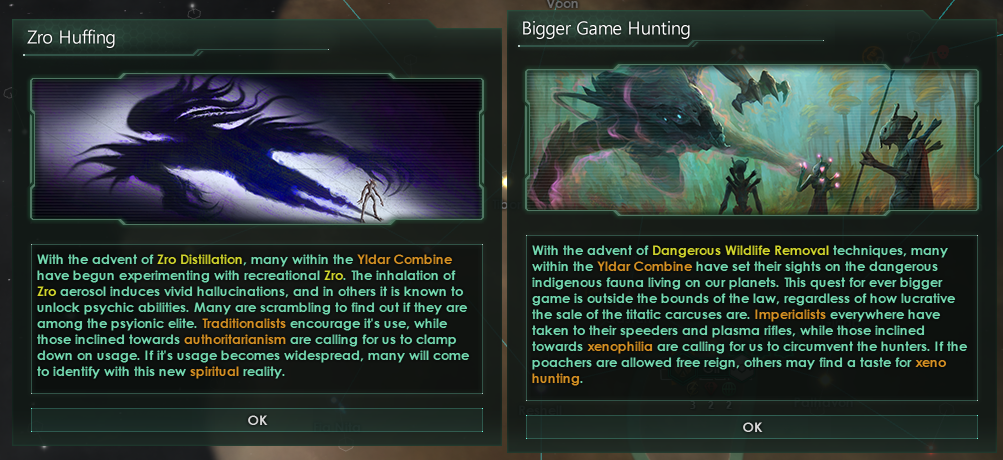 Yoon
Zro Huffing
With the advent of Zro Distillation, many within the Yldar Combine
have begun experimenting with recreational Zro. The inhalation of
Zro aerosol induces vivid hallucinations, and in others it is known to
unlock psychic abilities. Many are scrambling to find out if they are
among the psyionic elite. Traditionalists encourage it's use, while
those inclined towards authoritarianism are calling for us to clamp
down on usage. If it's usage becomes widespread, many will come
to identify with this new spiritual reality.
OK
Bigger Game Hunting
With the advent of Dangerous Wildlife Removal techniques, many
within the Yldar Combine have set their sights on the dangerous
indigenous fauna living on our planets. This quest for ever bigger
game is outside the bounds of the law, regardless of how lucrative
the sale of the titatic carcuses are. Imperialists everywhere have
taken to their speeders and plasma rifles, while those inclined
towards xenophilia are calling for us to circumvent the hunters. If the
poachers are allowed free reign, others may find a taste for xeno
hunting.
OK